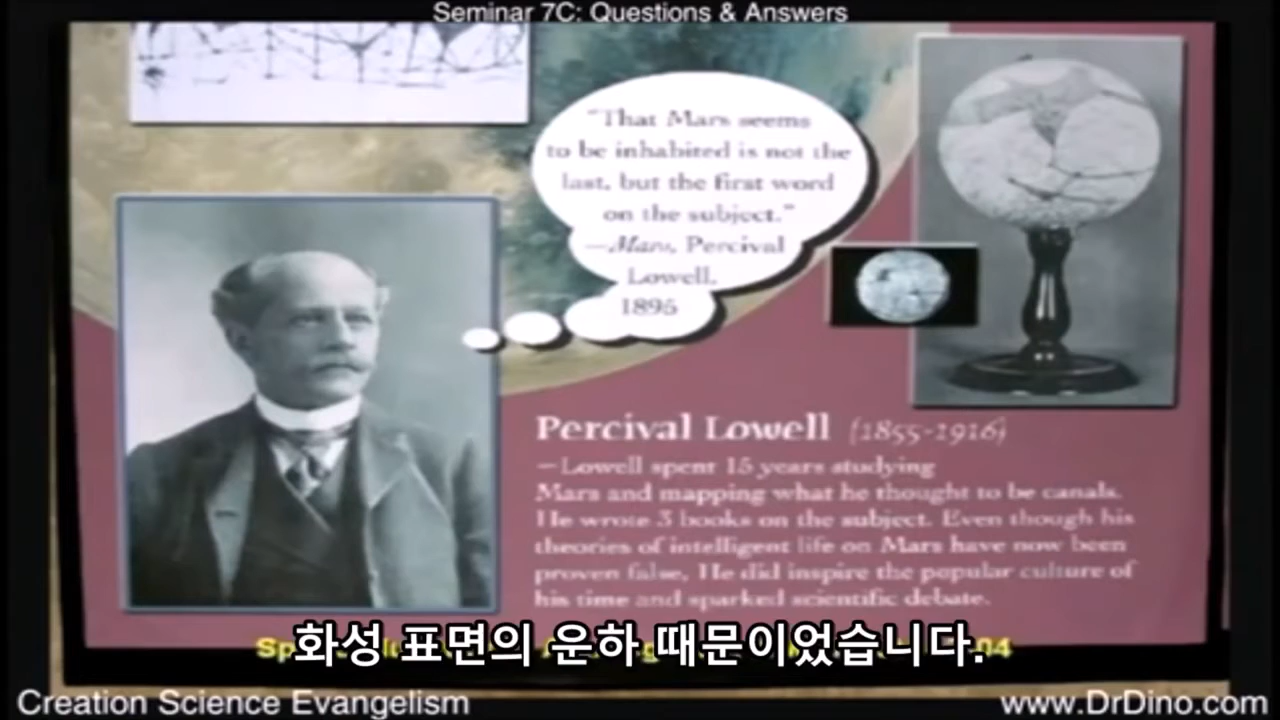 Seminar 7C: Questions & Answers
"That Mars seems
to be inhabited is not the
last, but the first word
on the subject."
—Mars, Percival
Lowell,
1895
Percival Lowell (1855-1916)
—Lowell spent 15 years studying
Mars and mapping what he thought to be canals.
He wrote 3 books on the subject. Even though his
theories of intelligent life on Mars have now been
proven false, He did inspire the popular culture of
his time and sparked scientific debate.
화성 표면의 운하 때문이었습니다.
Creation Science Evangelism
www.DrDino.com